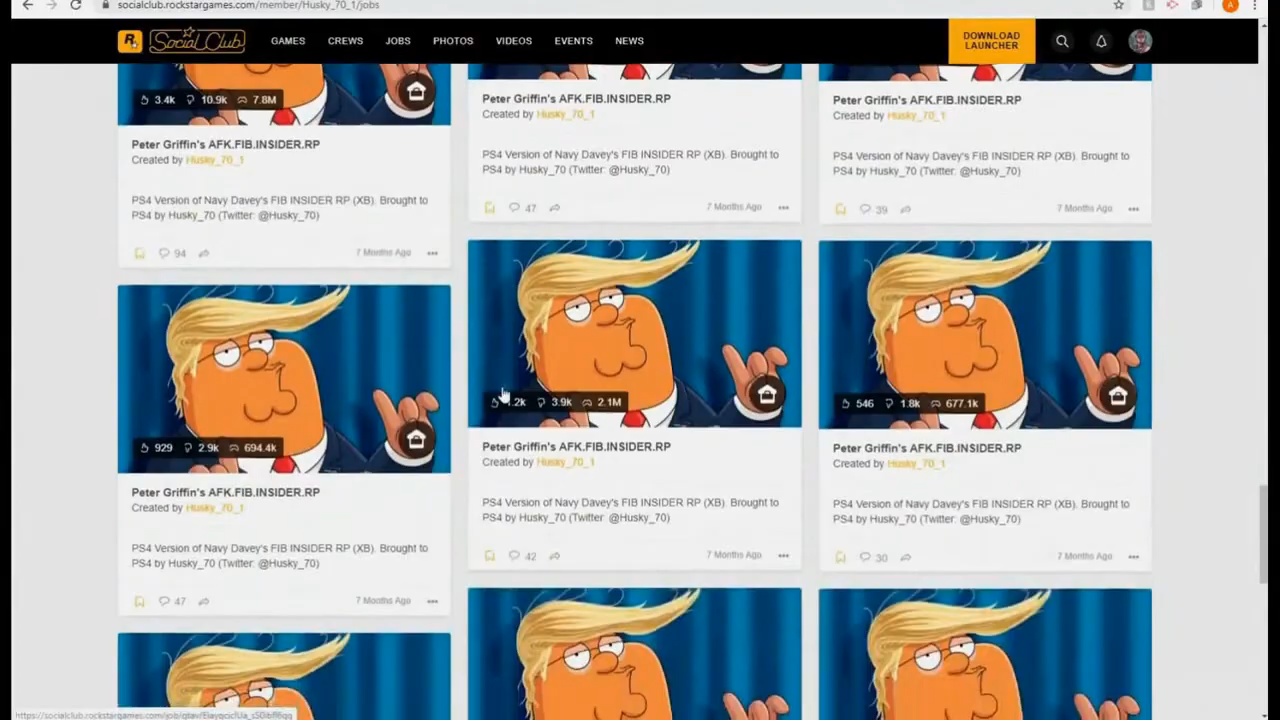 socialclub.rockstargames.com/member/Husky_70_1/jobs
R★ Social Club GAMES CREWS JOBS PHOTOS VIDEOS EVENTS NEWS DOWNLOAD
LAUNCHER
3.4k 10.9k 7.8M
Peter Griffin's AFK.FIB.INSIDER.RP
Created by Husky_70_1
PS4 Version of Navy Davey's FIB INSIDER RP (XB). Brought to
PS4 by Husky_70 (Twitter: @Husky_70)
94 7 Months Ago
Peter Griffin's AFK.FIB.INSIDER.RP
Created by Husky_70_1
PS4 Version of Navy Davey's FIB INSIDER RP (XB). Brought to
PS4 by Husky_70 (Twitter: @Husky_70)
47 7 Months Ago
Peter Griffin's AFK.FIB.INSIDER.RP
Created by Husky_70_1
PS4 Version of Navy Davey's FIB INSIDER RP (XB). Brought to
PS4 by Husky_70 (Twitter: @Husky_70)
39 7 Months Ago
929 2.9k 694.4k
Peter Griffin's AFK.FIB.INSIDER.RP
Created by Husky_70_1
PS4 Version of Navy Davey's FIB INSIDER RP (XB). Brought to
PS4 by Husky_70 (Twitter: @Husky_70)
47 7 Months Ago
3.9k 2.1M
Peter Griffin's AFK.FIB.INSIDER.RP
Created by Husky_70_1
PS4 Version of Navy Davey's FIB INSIDER RP (XB). Brought to
PS4 by Husky_70 (Twitter: @Husky_70)
42 7 Months Ago
546 1.8k 677.1k
Peter Griffin's AFK.FIB.INSIDER.RP
Created by Husky_70_1
PS4 Version of Navy Davey's FIB INSIDER RP (XB). Brought to
PS4 by Husky_70 (Twitter: @Husky_70)
30 7 Months Ago